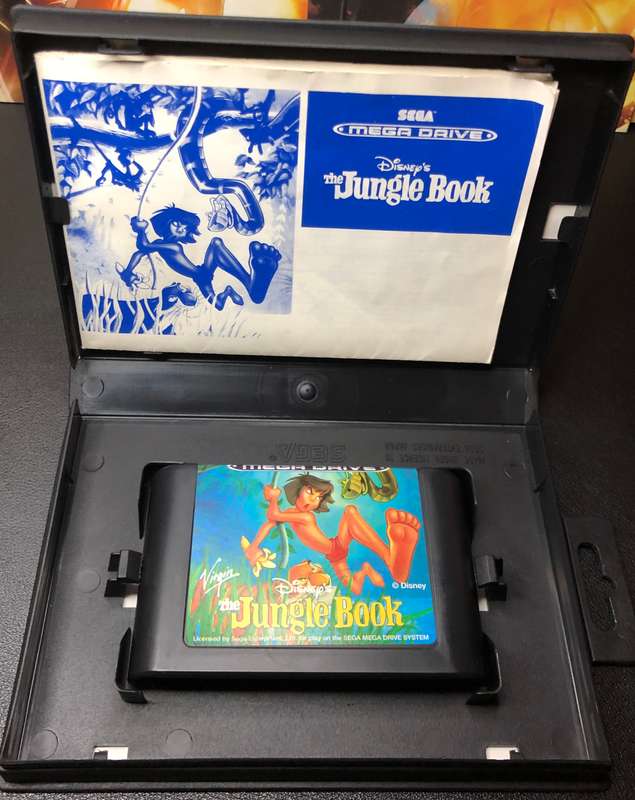 SEGA
MEGA DRIVE
Disney's
The Jungle Book
SEGA
MEGA DRIVE
Virgin
© Disney
Disney's
The Jungle Book
Licensed by Sega Enterprises, Ltd. for play on the SEGA MEGA DRIVE SYSTEM